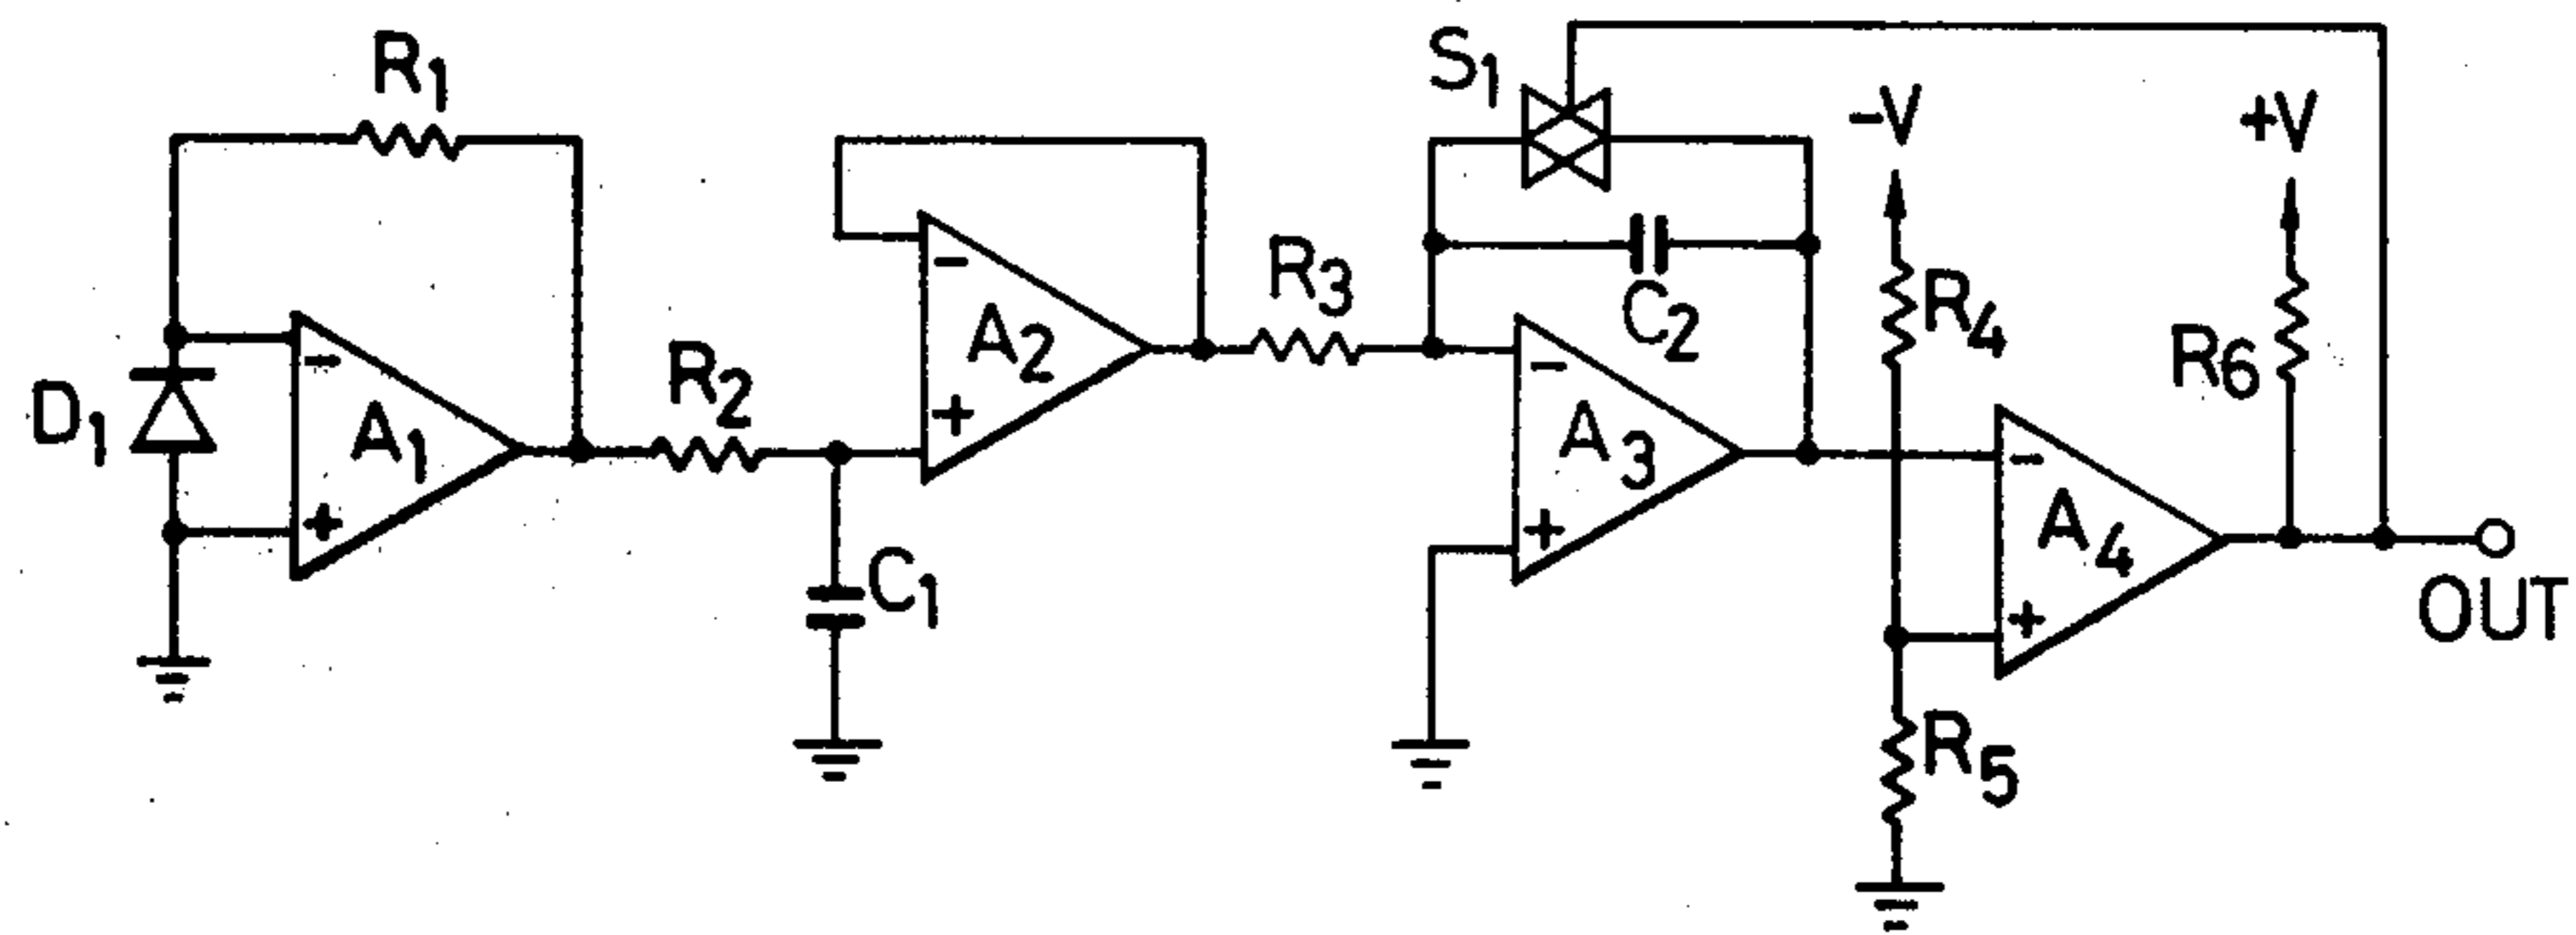 R1
S1
-V
+V
R3
C2
R4
R6
D1
A1
R2
A2
A3
A4
C1
R5
OUT
-
+
-
+
-
+
-
+